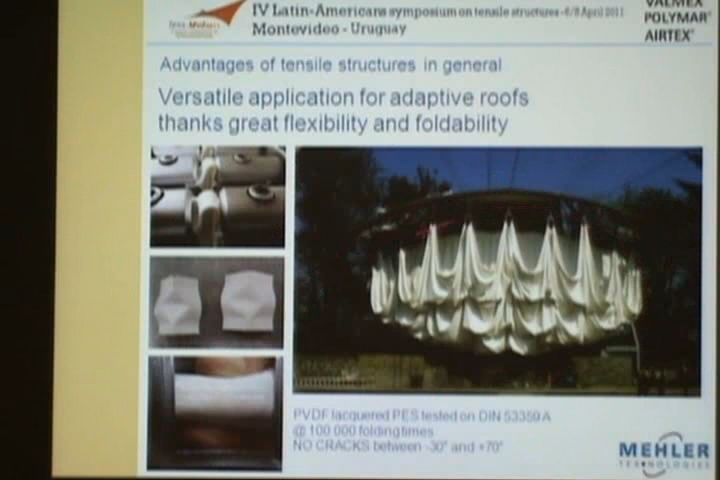 IV Latin-Americans symposium on tensile structures -6/8 April 2011
Montevideo - Uruguay
VALMEX
POLYMAR®
AIRTEX®
Advantages of tensile structures in general
Versatile application for adaptive roofs
thanks great flexibility and foldability
PVDF lacquered PES tested on DIN 53359 A
@ 100 000 folding times
NO CRACKS between -30° and +70°
MEHLER
TEXNOLOGIES